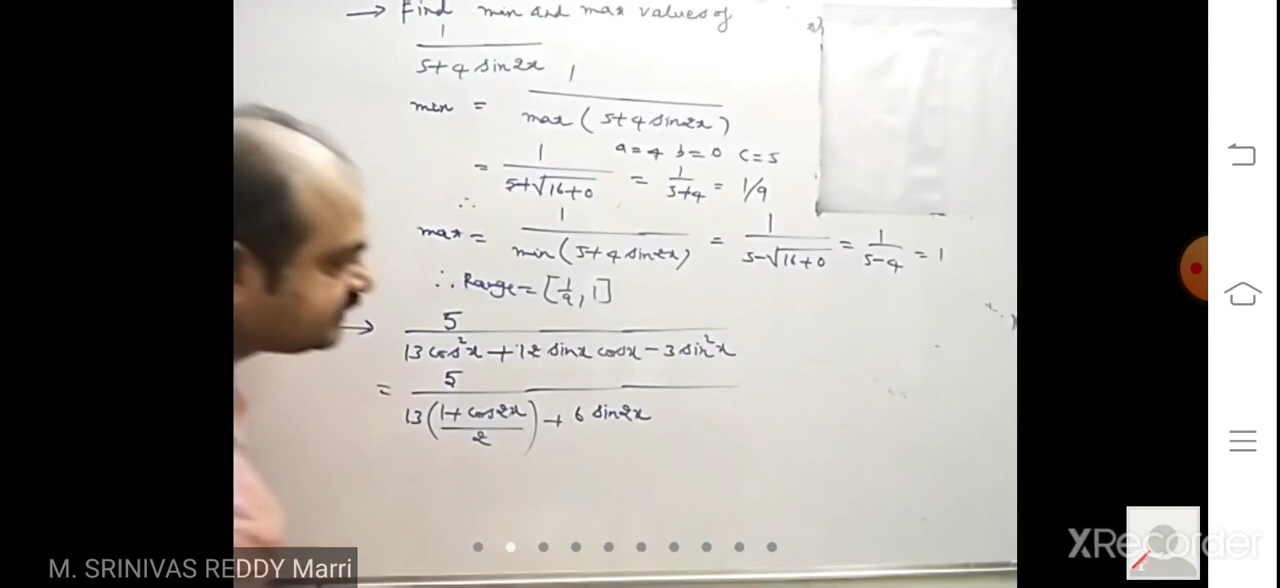 → Find min and max values of
1 / 5+4 sin2x
min = 1 / max ( 5+4 sin2x )
a=4 b=0 c=5
= 1 / 5+√16+0 = 1 / 5+4 = 1/9
∴
max = 1 / min ( 5+4 sin2x ) = 1 / 5-√16+0 = 1 / 5-4 = 1
∴ Range = [1/9, 1]
→ 5 / 13 cos²x + 12 sinx cosx - 3 sin²x
= 5 / 13 ( 1+ cos2x / 2 ) + 6 sin2x
XRecorder
M. SRINIVAS REDDY Marri